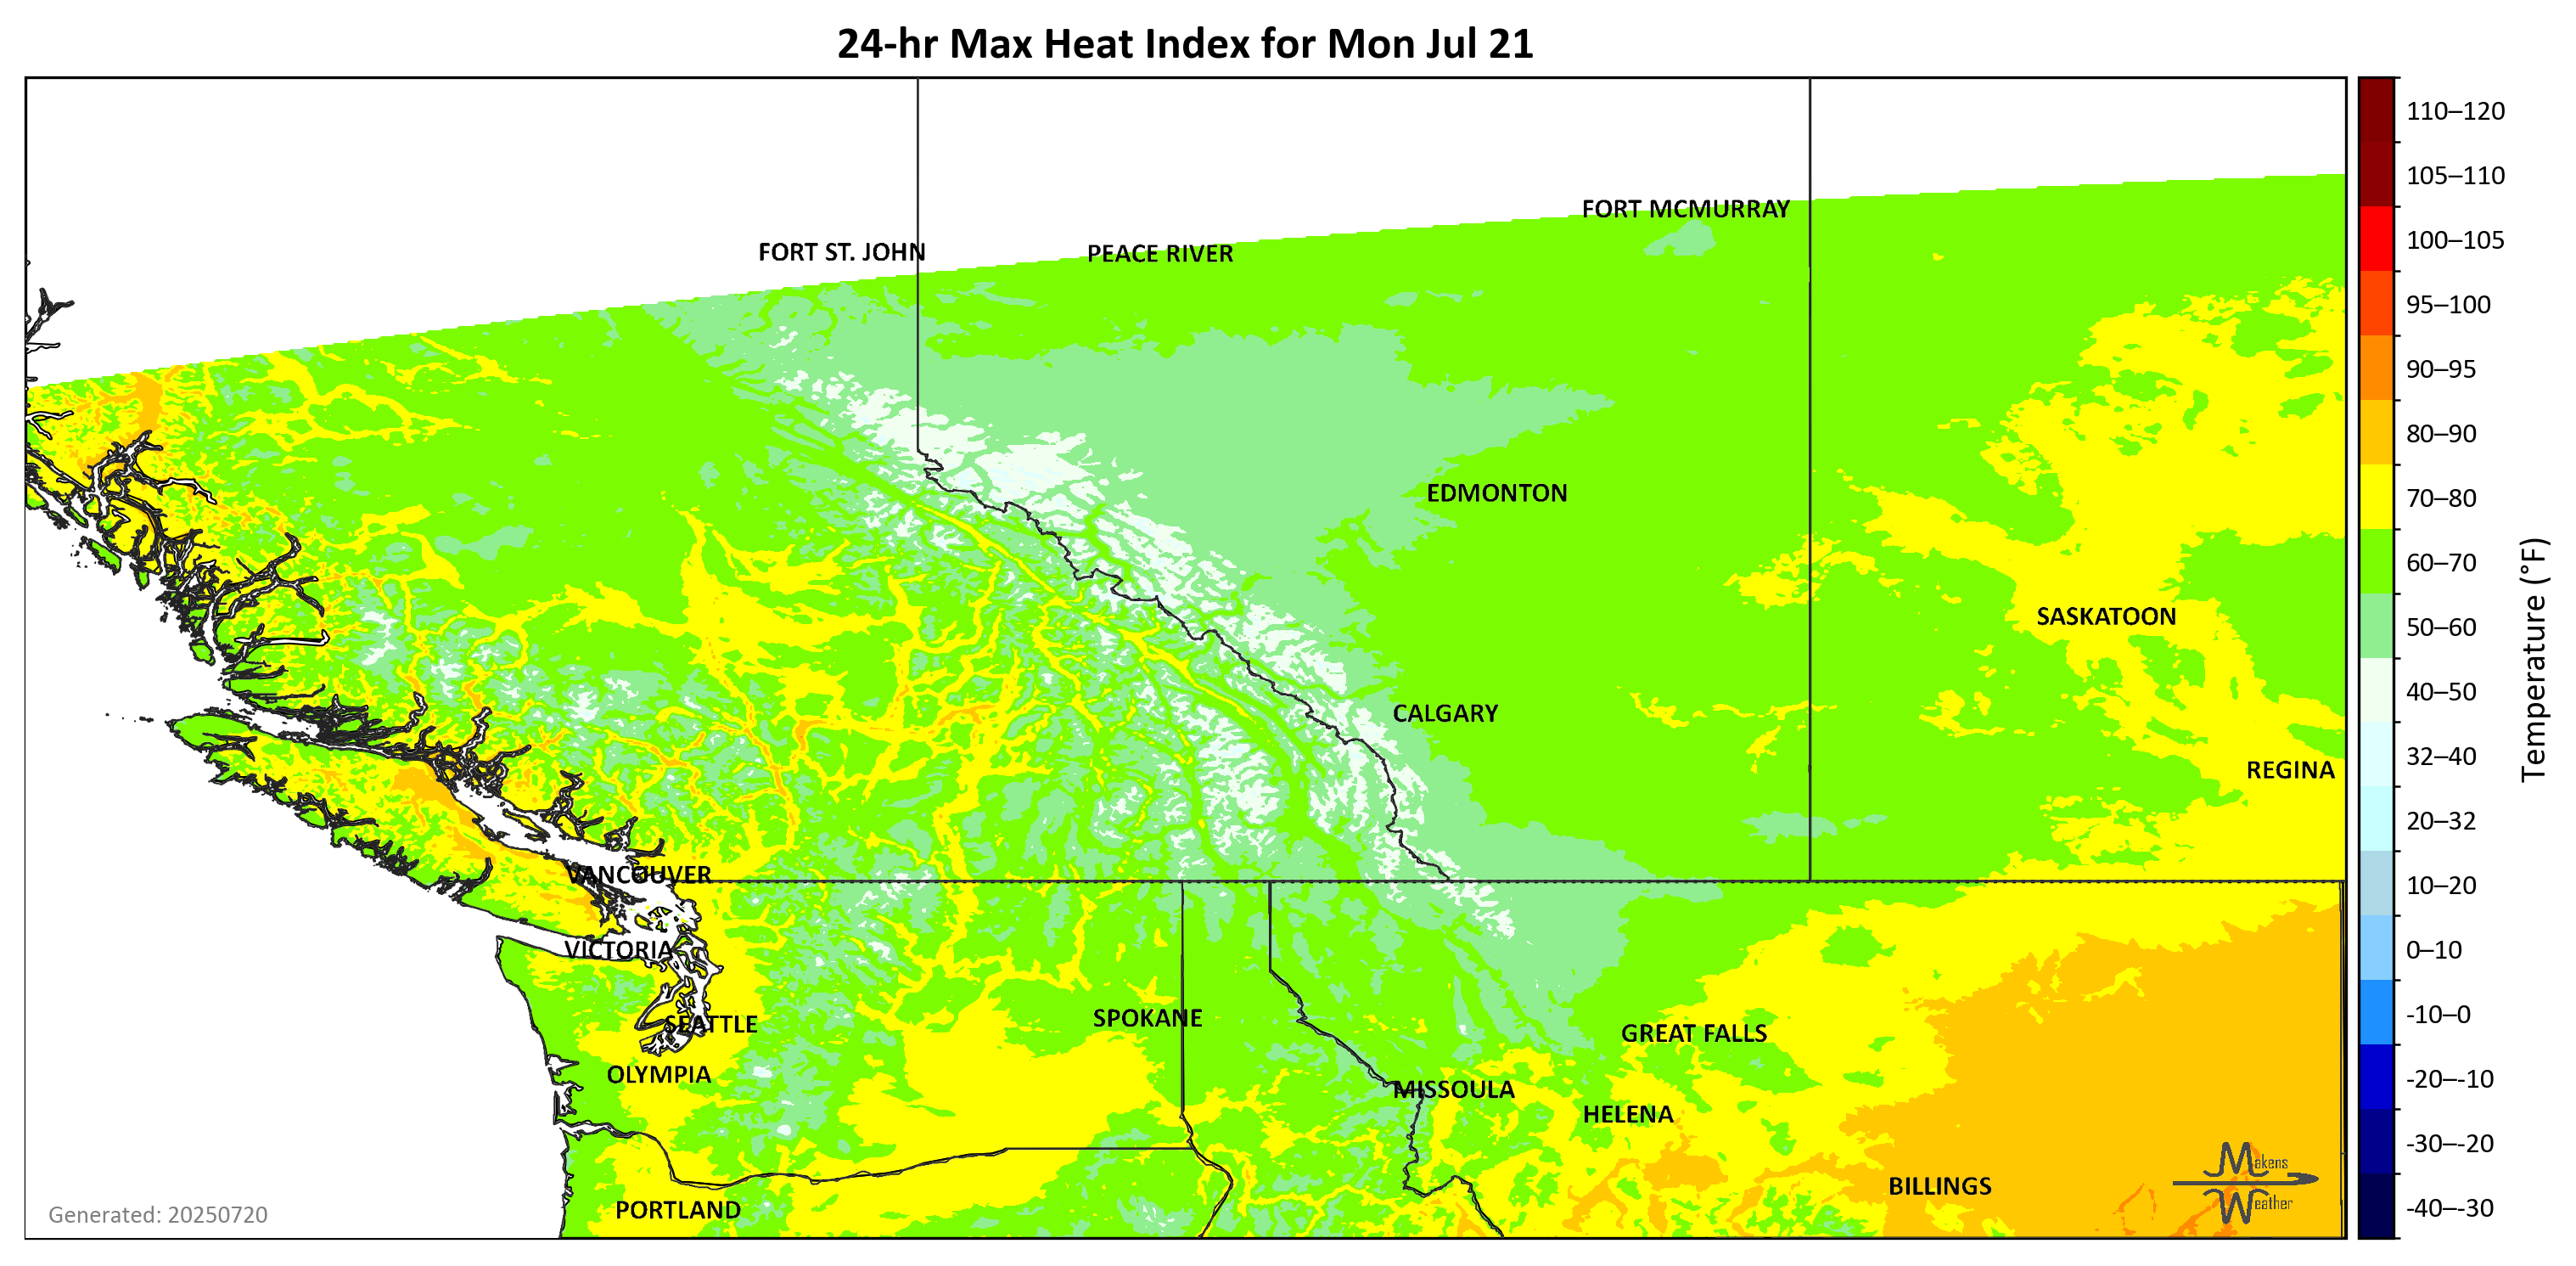 24-hr Max Heat Index for Mon Jul 21
FORT MCMURRAY
FORT ST. JOHN
PEACE RIVER
EDMONTON
SASKATOON
CALGARY
REGINA
VANCOUVER
VICTORIA
SEATTLE
SPOKANE
GREAT FALLS
OLYMPIA
MISSOULA
HELENA
BILLINGS
PORTLAND
Makens
Weather
Generated: 20250720
110–120
105–110
100–105
95–100
90–95
80–90
70–80
60–70
50–60
40–50
32–40
20–32
10–20
0–10
-10–0
-20–-10
-30–-20
-40–-30
Temperature (°F)